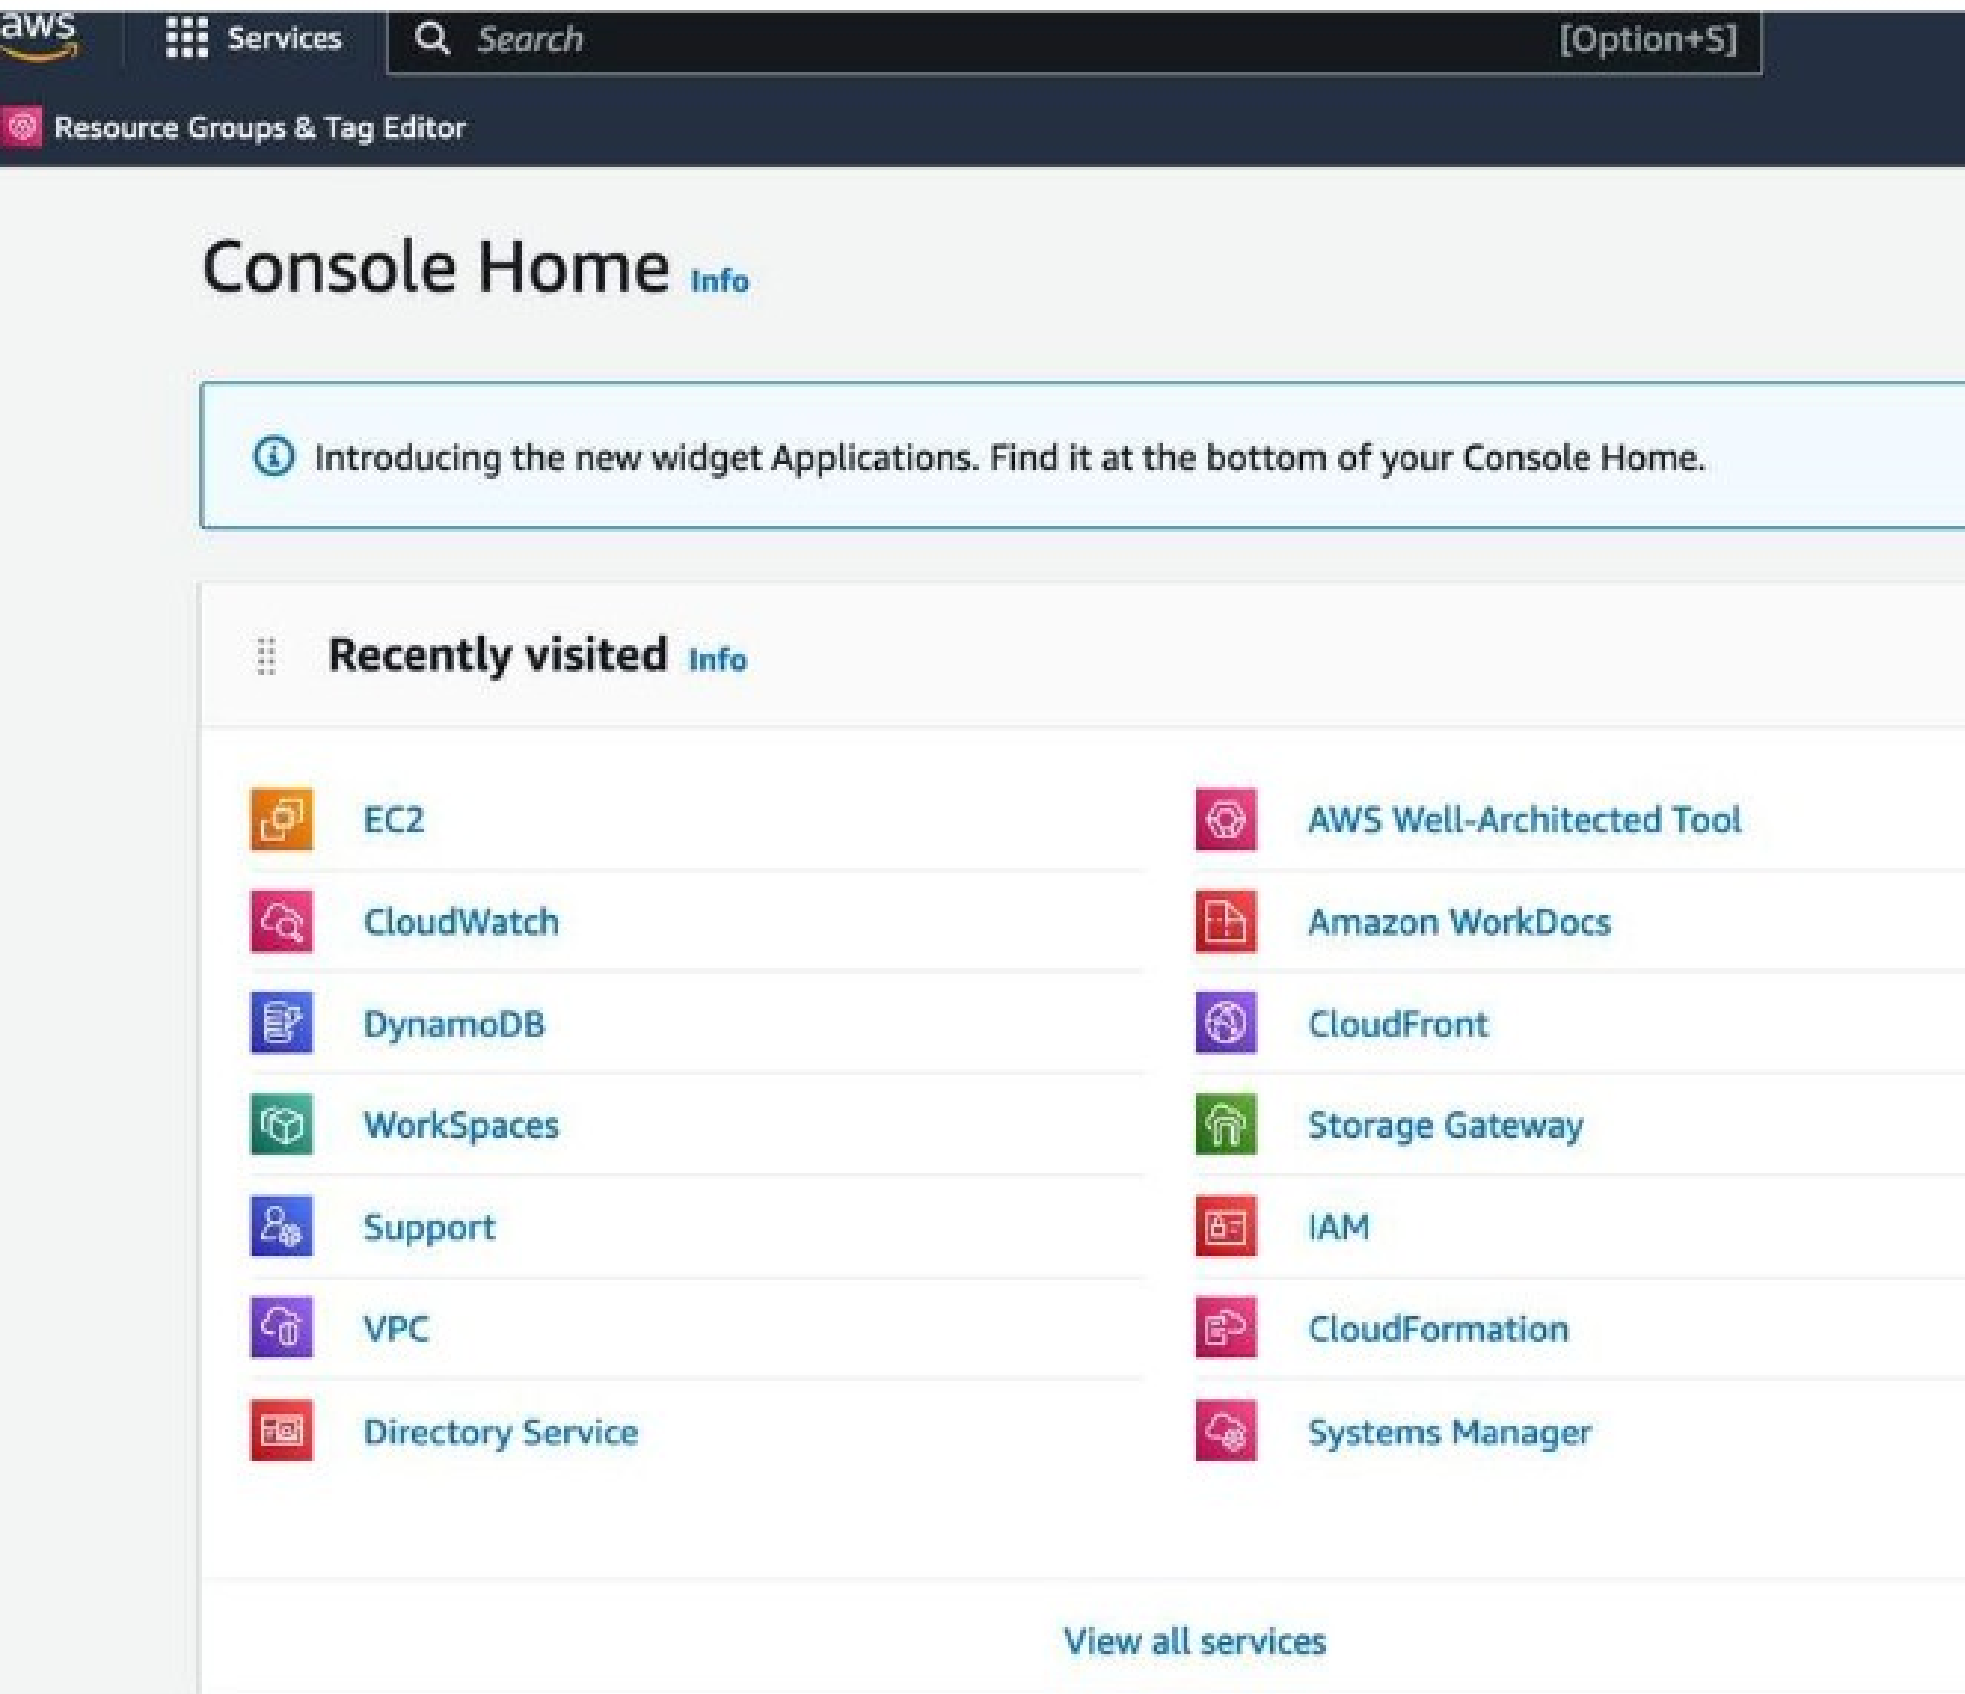 aws
Services
Search
[Option+S]
Resource Groups & Tag Editor
Console Home Info
Introducing the new widget Applications. Find it at the bottom of your Console Home.
Recently visited Info
EC2
CloudWatch
DynamoDB
WorkSpaces
Support
VPC
Directory Service
AWS Well-Architected Tool
Amazon WorkDocs
CloudFront
Storage Gateway
IAM
CloudFormation
Systems Manager
View all services